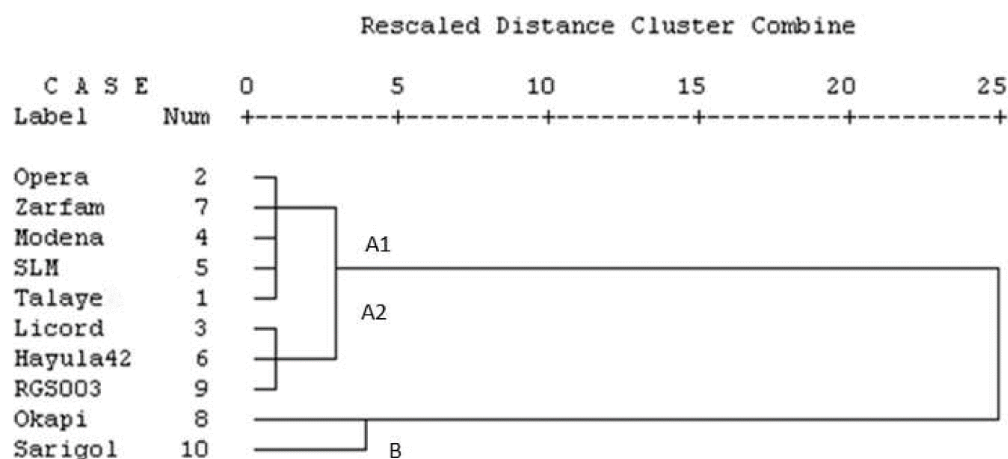 Rescaled Distance Cluster Combine
C A S E 0 5 10 15 20 25
Label Num +---------+---------+---------+---------+---------+
Opera 2
Zarfam 7
Modena 4
A1
SLM 5
Talaye 1
A2
Licord 3
Hayula42 6
RGS003 9
Okapi 8
Sarigol 10 B